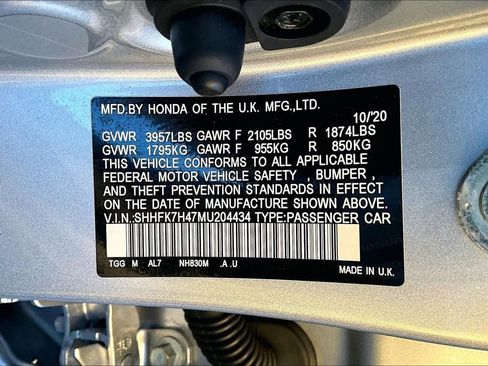 MFD.BY HONDA OF THE U.K. MFG.,LTD.
10/'20
GVWR 3957LBS GAWR F 2105LBS R 1874LBS
GVWR 1795KG GAWR F 955KG R 850KG
THIS VEHICLE CONFORMS TO ALL APPLICABLE
FEDERAL MOTOR VEHICLE SAFETY , BUMPER ,
AND THEFT PREVENTION STANDARDS IN EFFECT
ON THE DATE OF MANUFACTURE SHOWN ABOVE.
V.I.N.:SHHFK7H47MU204434 TYPE:PASSENGER CAR
TGG M AL7 NH830M .A .U
MADE IN U.K.